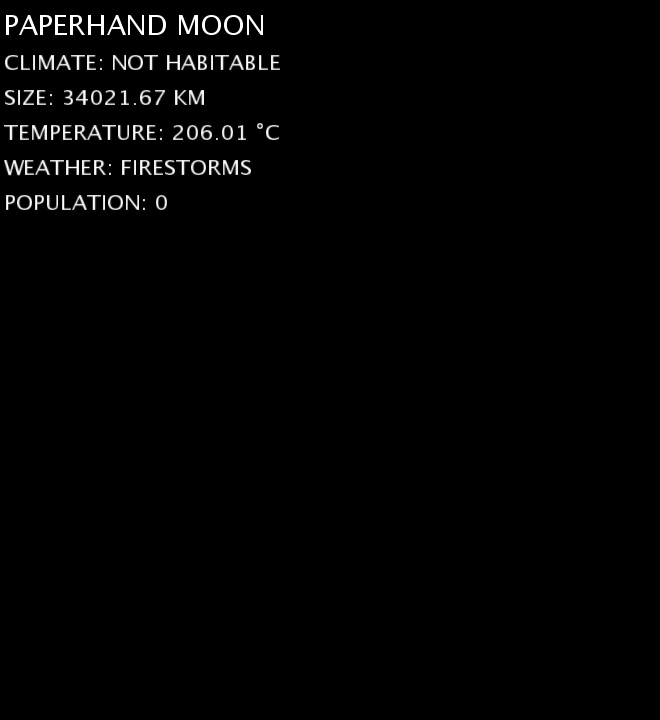 PAPERHAND MOON
CLIMATE: NOT HABITABLE
SIZE: 34021.67 KM
TEMPERATURE: 206.01 °C
WEATHER: FIRESTORMS
POPULATION: 0